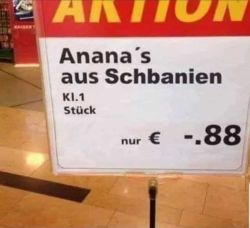 AKTION
Anana´s
aus Schbanien
Kl.1
Stück
nur € -.88